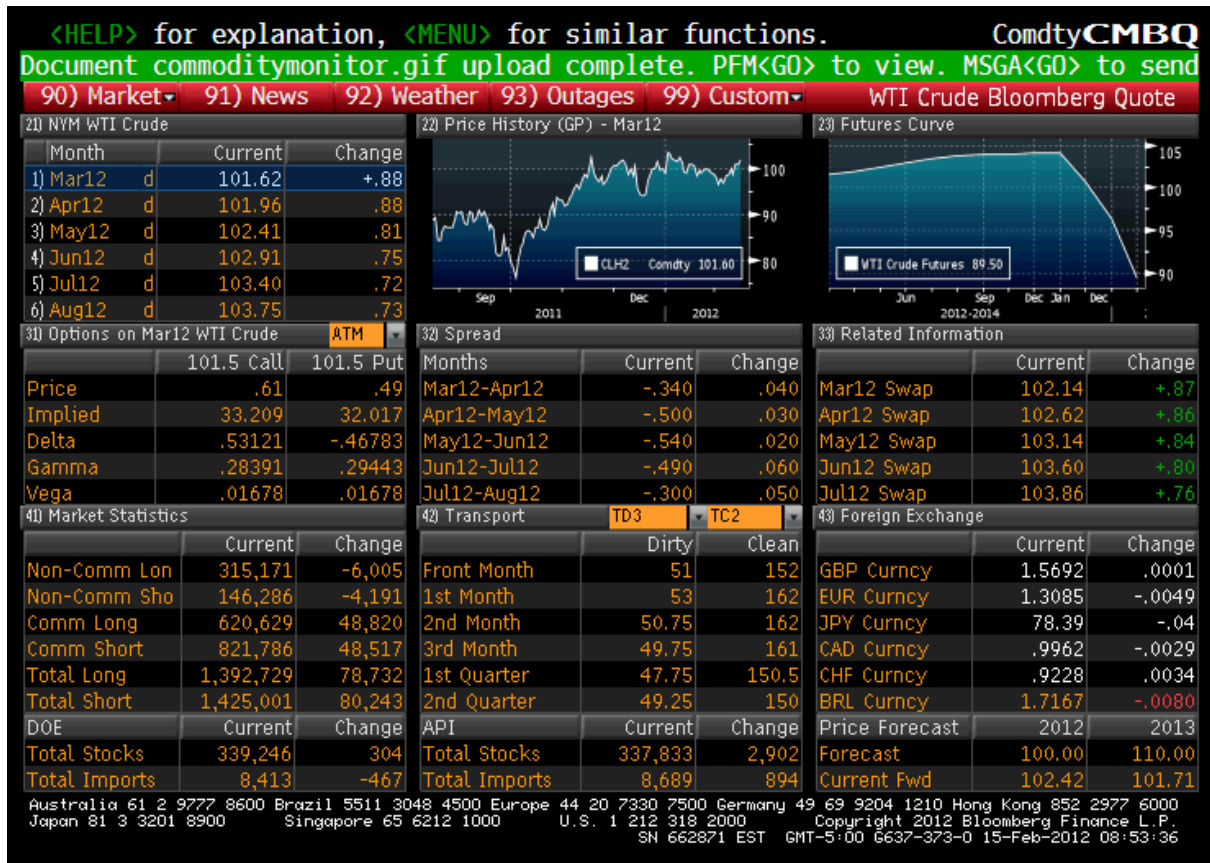 <HELP> for explanation, <MENU> for similar functions. ComdtyCMBQ
Document commoditymonitor.gif upload complete. PFM<GO> to view. MSGA<GO> to send
90) Market 91) News 92) Weather 93) Outages 99) Custom WTI Crude Bloomberg Quote
21) NYM WTI Crude
Month Current Change
1) Mar12 d 101.62 +.88
2) Apr12 d 101.96 .88
3) May12 d 102.41 .81
4) Jun12 d 102.91 .75
5) Jul12 d 103.40 .72
6) Aug12 d 103.75 .73
22) Price History (GP) - Mar12
100
90
80
CLH2 Comdty 101.60
Sep Dec
2011 2012
23) Futures Curve
105
100
95
90
WTI Crude Futures 89.50
Jun Sep Dec Jan Dec
2012-2014
31) Options on Mar12 WTI Crude ATM
101.5 Call 101.5 Put
Price .61 .49
Implied 33.209 32.017
Delta .53121 -.46783
Gamma .28391 .29443
Vega .01678 .01678
32) Spread
Months Current Change
Mar12-Apr12 -.340 .040
Apr12-May12 -.500 .030
May12-Jun12 -.540 .020
Jun12-Jul12 -.490 .060
Jul12-Aug12 -.300 .050
33) Related Information
Current Change
Mar12 Swap 102.14 +.87
Apr12 Swap 102.62 +.86
May12 Swap 103.14 +.84
Jun12 Swap 103.60 +.80
Jul12 Swap 103.86 +.76
41) Market Statistics
Current Change
Non-Comm Lon 315,171 -6,005
Non-Comm Sho 146,286 -4,191
Comm Long 620,629 48,820
Comm Short 821,786 48,517
Total Long 1,392,729 78,732
Total Short 1,425,001 80,243
42) Transport TD3 TC2
Dirty Clean
Front Month 51 152
1st Month 53 162
2nd Month 50.75 162
3rd Month 49.75 161
1st Quarter 47.75 150.5
2nd Quarter 49.25 150
43) Foreign Exchange
Current Change
GBP Curncy 1.5692 .0001
EUR Curncy 1.3085 -.0049
JPY Curncy 78.39 -.04
CAD Curncy .9962 -.0029
CHF Curncy .9228 .0034
BRL Curncy 1.7167 -.0080
DOE Current Change
Total Stocks 339,246 304
Total Imports 8,413 -467
API Current Change
Total Stocks 337,833 2,902
Total Imports 8,689 894
Price Forecast 2012 2013
Forecast 100.00 110.00
Current Fwd 102.42 101.71
Australia 61 2 9777 8600 Brazil 5511 3048 4500 Europe 44 20 7330 7500 Germany 49 69 9204 1210 Hong Kong 852 2977 6000
Japan 81 3 3201 8900 Singapore 65 6212 1000 U.S. 1 212 318 2000 Copyright 2012 Bloomberg Finance L.P.
SN 662871 EST GMT-5:00 G637-373-0 15-Feb-2012 08:53:36